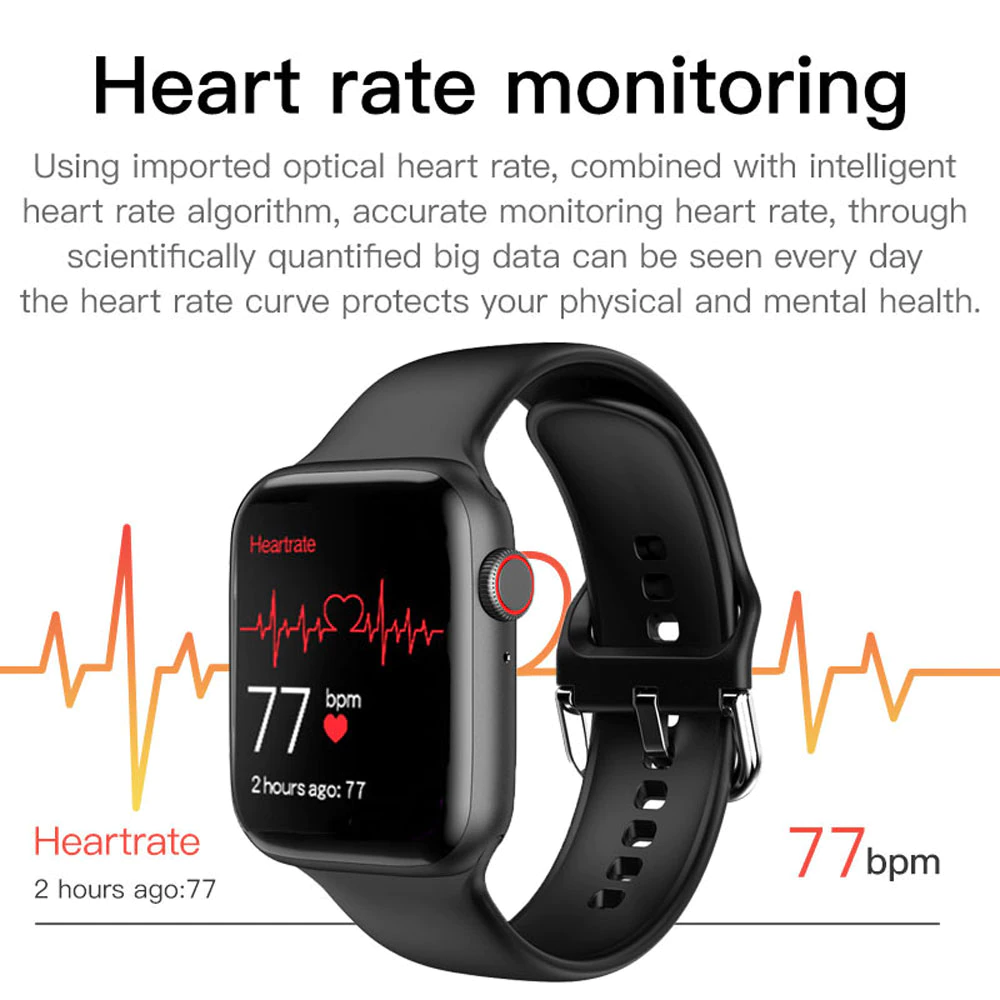 Heart rate monitoring
Using imported optical heart rate, combined with intelligent
heart rate algorithm, accurate monitoring heart rate, through
scientifically quantified big data can be seen every day
the heart rate curve protects your physical and mental health.
Heartrate
77 bpm
2 hours ago: 77
Heartrate
2 hours ago:77
77bpm